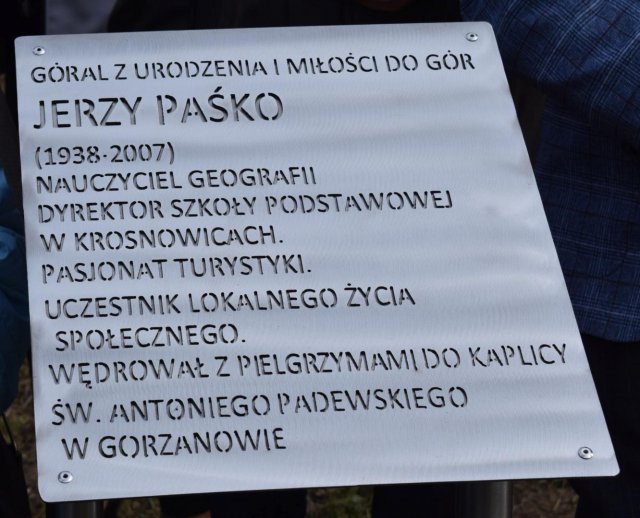 GÓRAL Z URODZENIA I MIŁOŚCI DO GÓR
JERZY PAŚKO
(1938-2007)
NAUCZYCIEL GEOGRAFII
DYREKTOR SZKOŁY PODSTAWOWEJ
W KROSNOWICACH.
PASJONAT TURYSTYKI.
UCZESTNIK LOKALNEGO ŻYCIA
SPOŁECZNEGO.
WĘDROWAŁ Z PIELGRZYMAMI DO KAPLICY
ŚW. ANTONIEGO PADEWSKIEGO
W GORZANOWIE